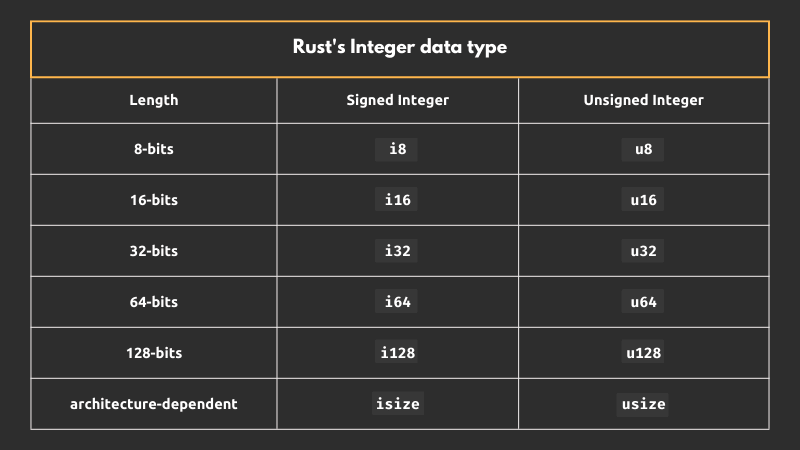 Rust's Integer data type
Length Signed Integer Unsigned Integer
8-bits i8 u8
16-bits i16 u16
32-bits i32 u32
64-bits i64 u64
128-bits i128 u128
architecture-dependent isize usize